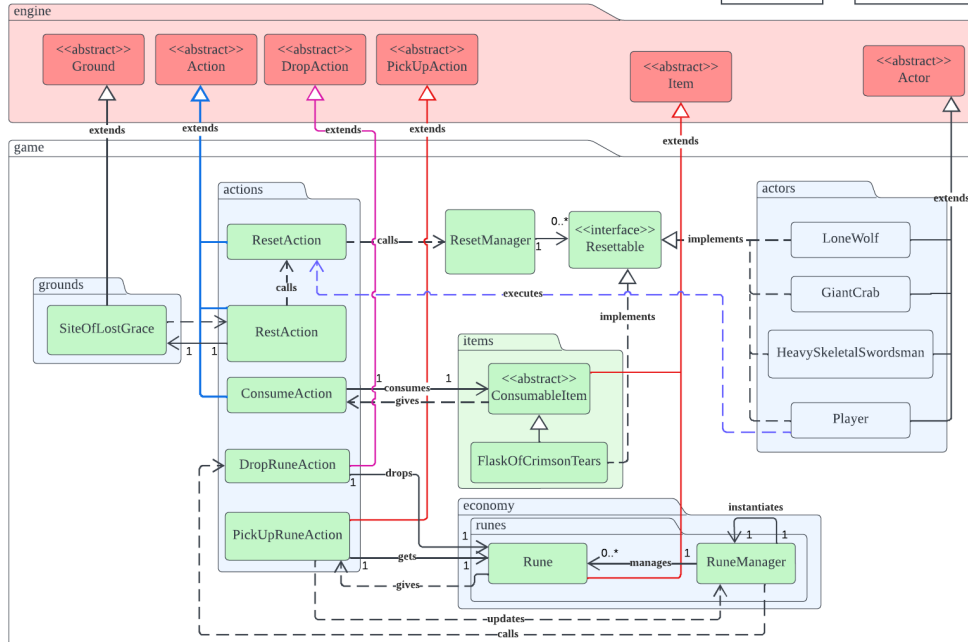 engine
<<abstract>>
Ground
<<abstract>>
Action
<<abstract>>
DropAction
<<abstract>>
PickUpAction
<<abstract>>
Item
<<abstract>>
Actor
extends
extends
extends
extends
extends
extends
game
actions
ResetAction
calls
RestAction
ConsumeAction
DropRuneAction
PickUpRuneAction
grounds
SiteOfLostGrace
1
1
calls
ResetManager
1
0..*
<<interface>>
Resettable
implements
implements
executes
actors
LoneWolf
GiantCrab
HeavySkeletalSwordsman
Player
items
<<abstract>>
ConsumableItem
FlaskOfCrimsonTears
1
consumes
1
gives
1
drops
1
1
gets
1
gives
updates
calls
economy
runes
Rune
0..*
manages
1
RuneManager
instantiates
1
1